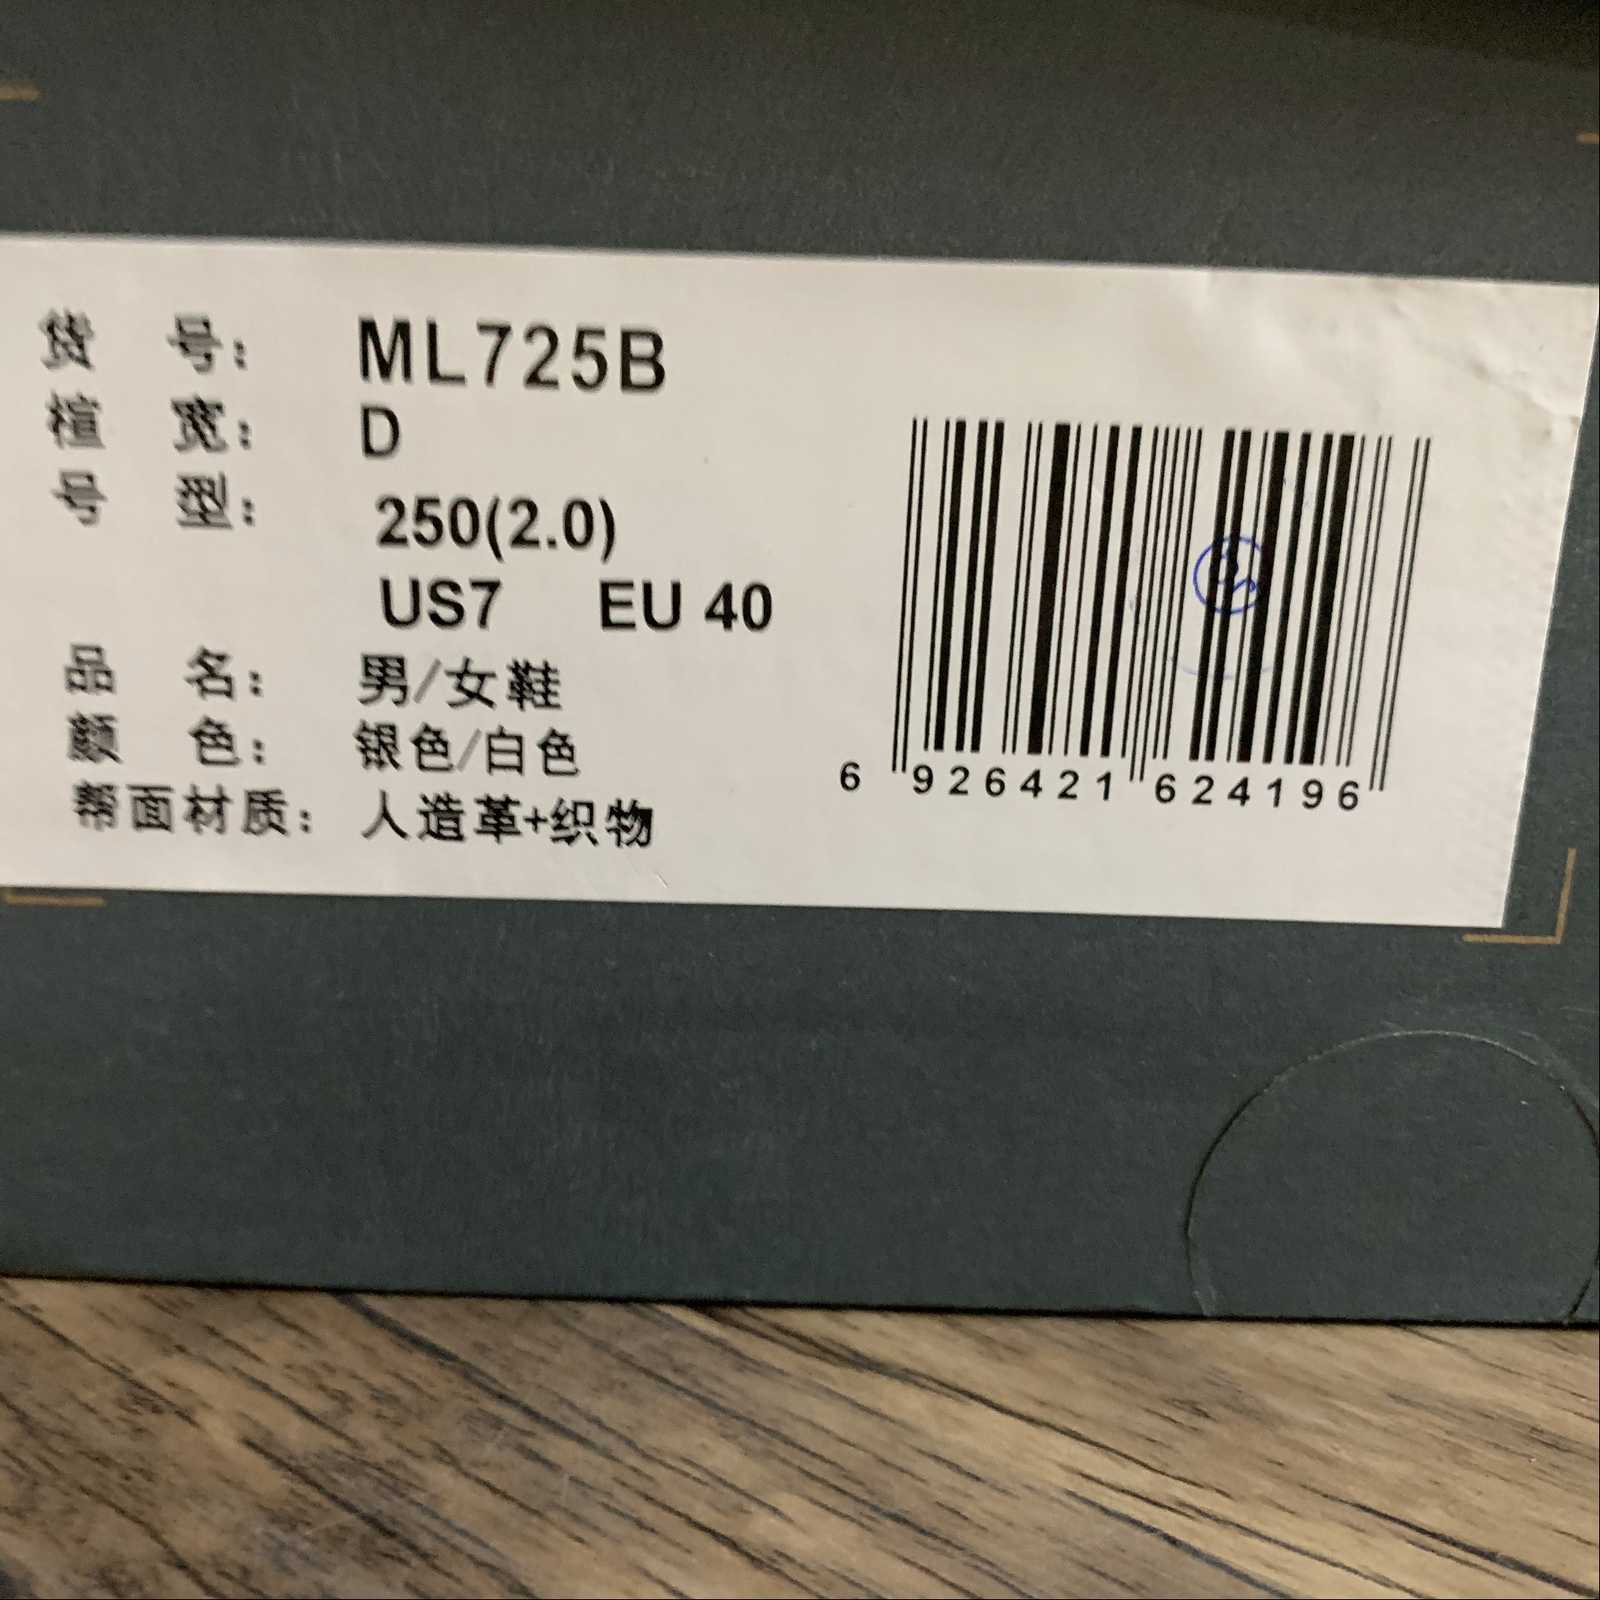 货 号: ML725B
楦 宽: D
号 型: 250(2.0)
US7 EU 40
品 名: 男/女鞋
颜 色: 银色/白色
帮面材质: 人造革+织物
6 926421 624196